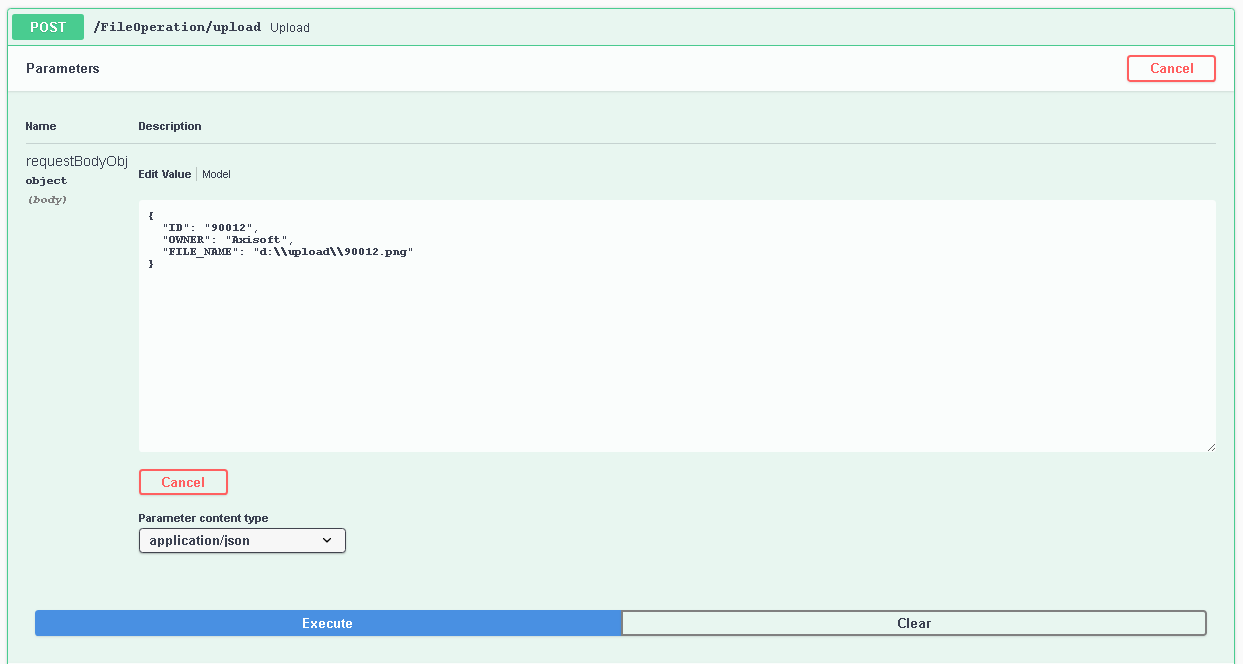 POST /FileOperation/upload Upload
Parameters Cancel
Name Description
requestBodyObj
object
(body)
Edit Value Model
{
"ID": "90012",
"OWNER": "Axisoft",
"FILE_NAME": "d:\\upload\\90012.png"
}
Cancel
Parameter content type
application/json
Execute Clear